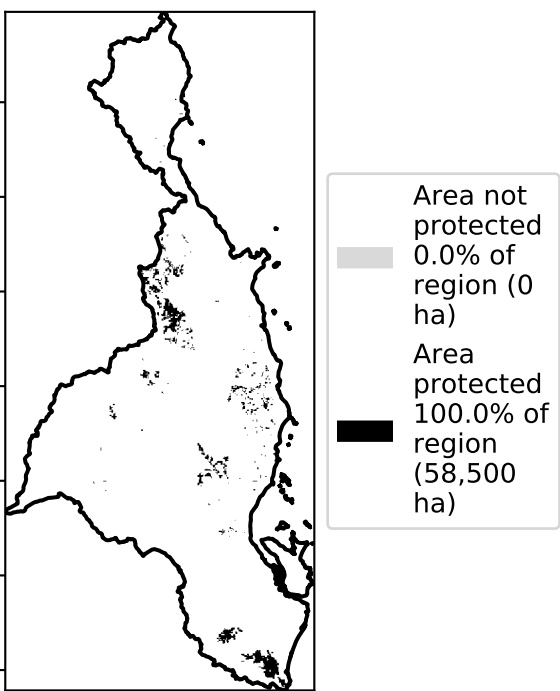 Area not
protected
0.0% of
region (0
ha)
Area
protected
100.0% of
region
(58,500
ha)